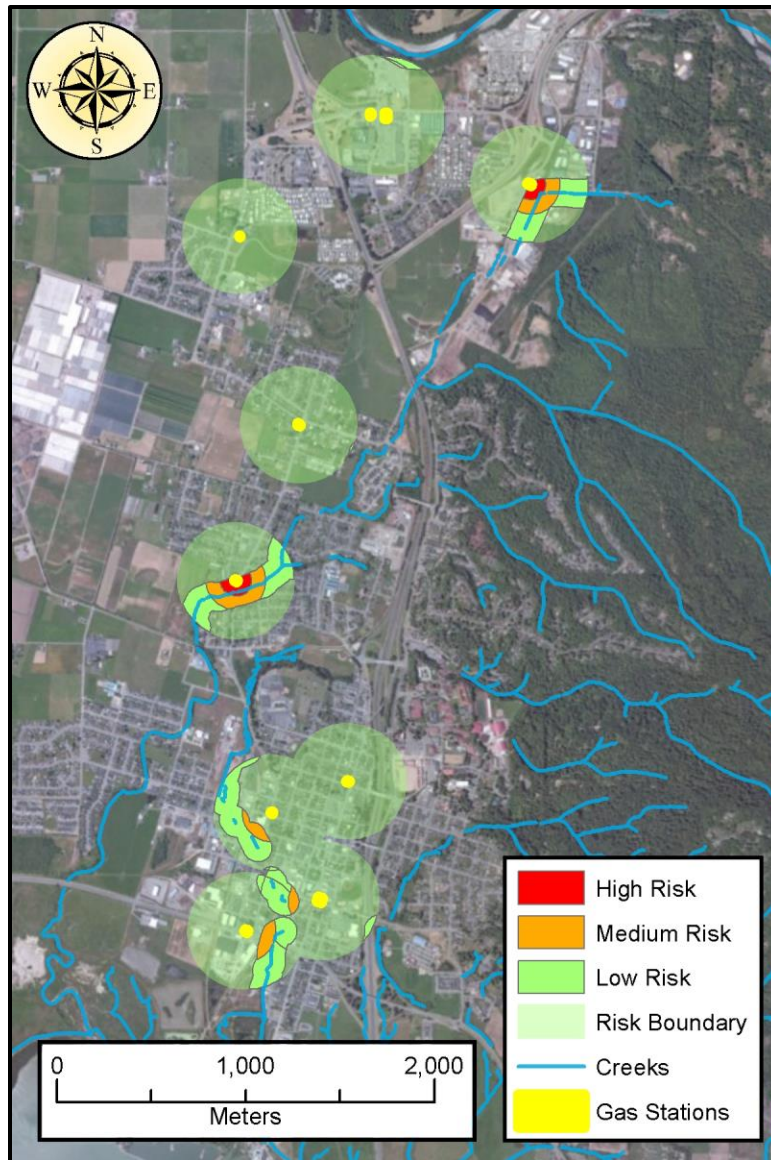 N
W E
S
High Risk
Medium Risk
Low Risk
Risk Boundary
Creeks
Gas Stations
0 1,000 2,000
Meters